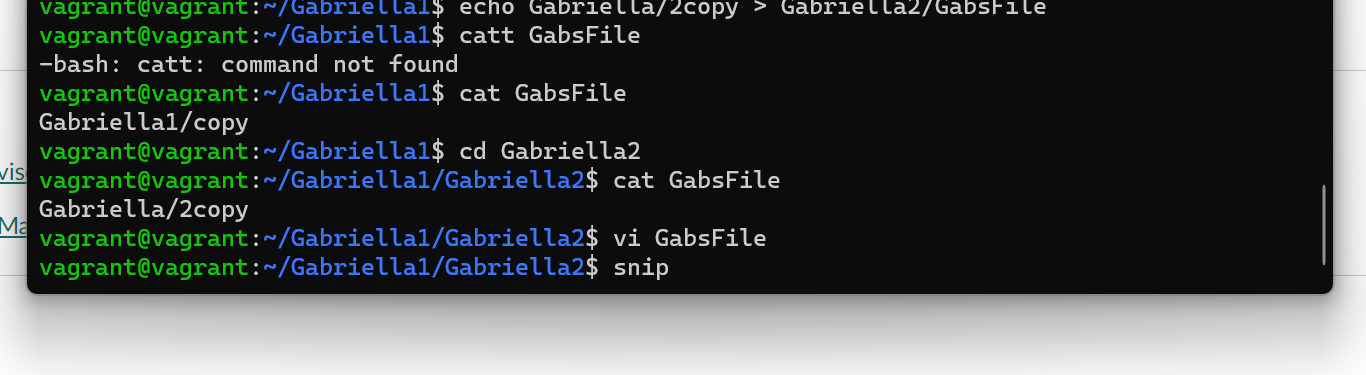 vagrant@vagrant:~/Gabriella1$ echo Gabriella/2copy > Gabriella2/GabsFile
vagrant@vagrant:~/Gabriella1$ catt GabsFile
-bash: catt: command not found
vagrant@vagrant:~/Gabriella1$ cat GabsFile
Gabriella1/copy
vagrant@vagrant:~/Gabriella1$ cd Gabriella2
vagrant@vagrant:~/Gabriella1/Gabriella2$ cat GabsFile
Gabriella/2copy
vagrant@vagrant:~/Gabriella1/Gabriella2$ vi GabsFile
vagrant@vagrant:~/Gabriella1/Gabriella2$ snip